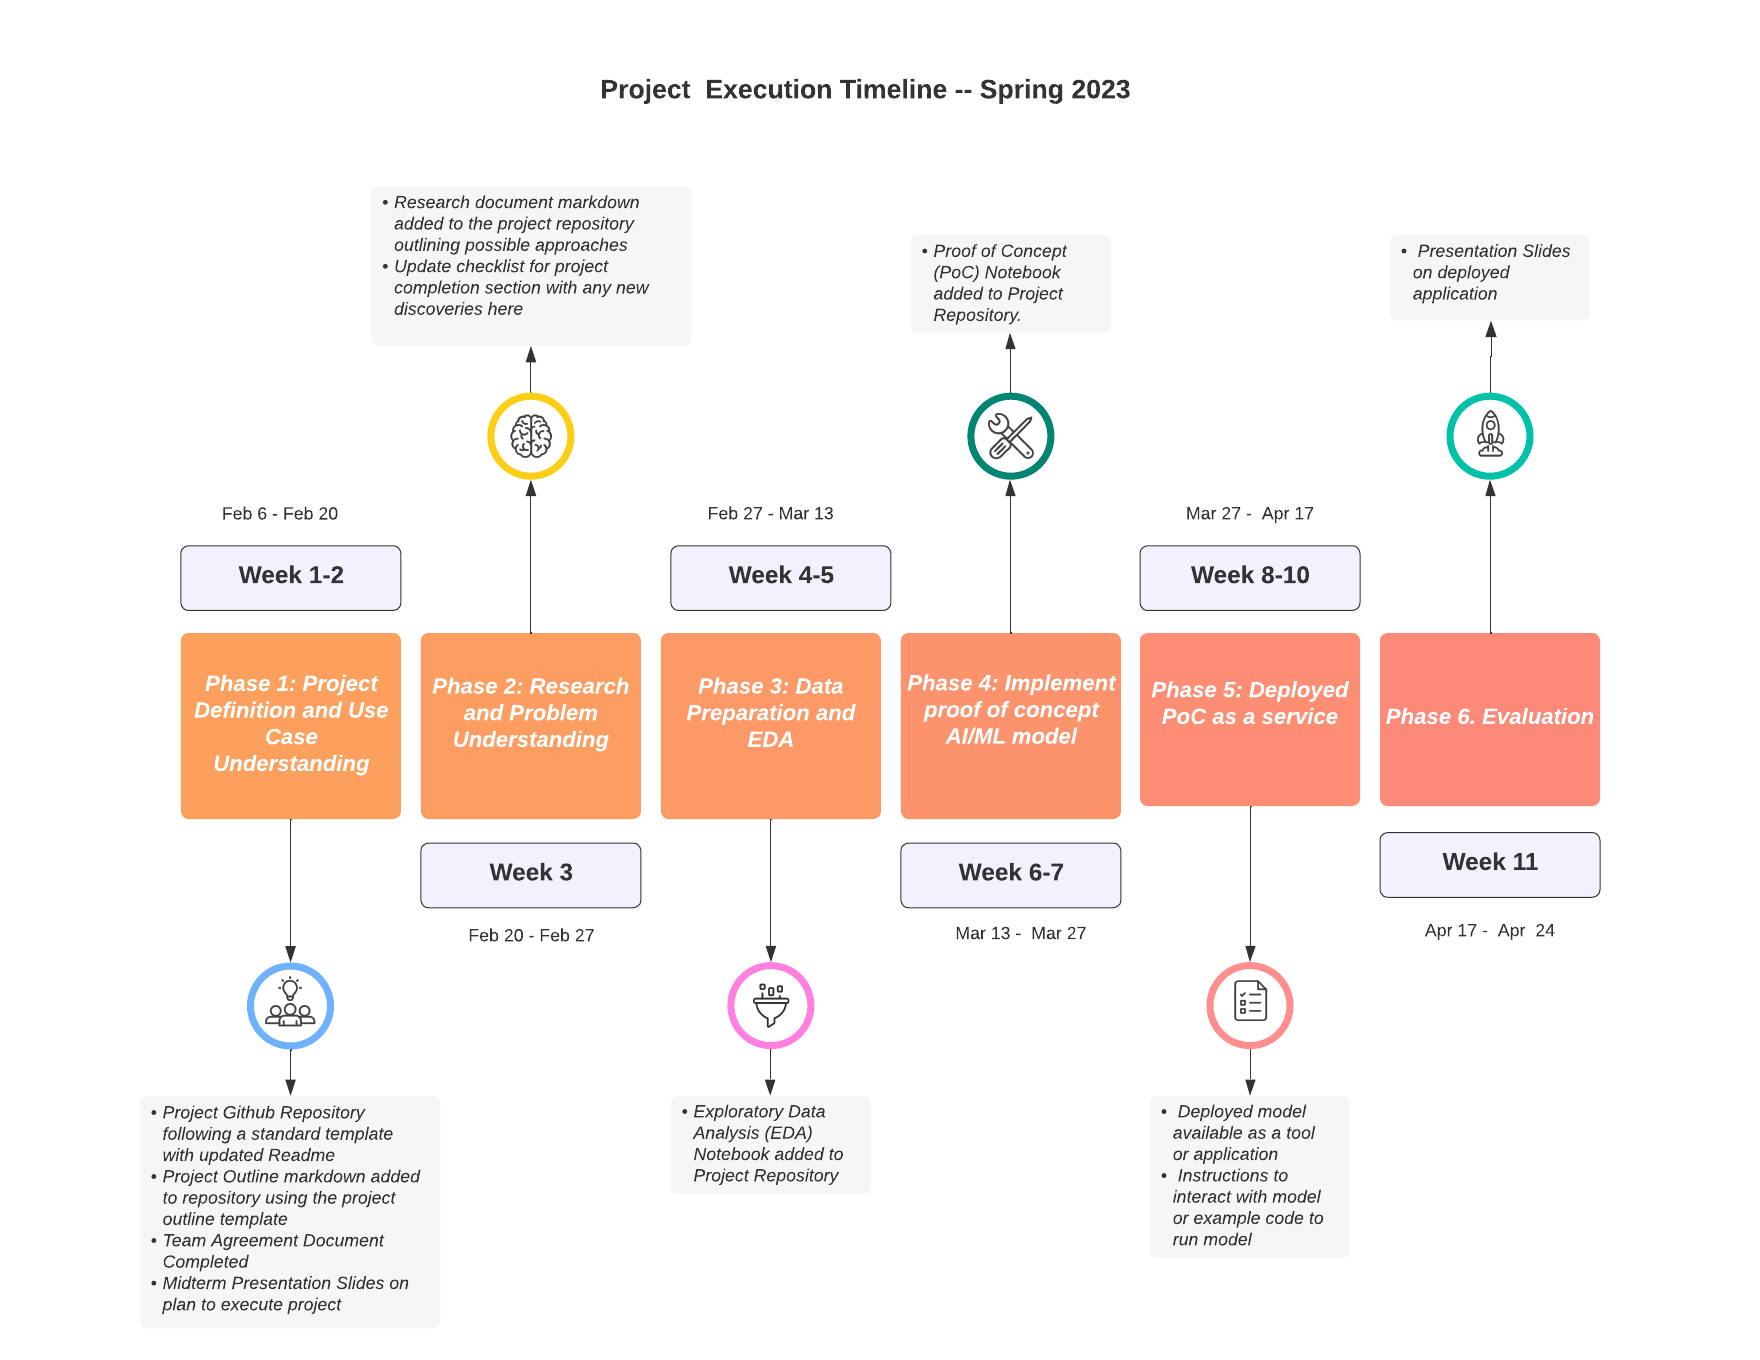 Project  Execution Timeline -- Spring 2023
• Research document markdown
added to the project repository
outlining possible approaches
• Update checklist for project
completion section with any new
discoveries here
• Proof of Concept
(PoC) Notebook
added to Project
Repository.
• Presentation Slides
on deployed
application
Feb 6 - Feb 20
Feb 27 - Mar 13
Mar 27 -  Apr 17
Week 1-2
Week 4-5
Week 8-10
Phase 1: Project
Definition and Use
Case
Understanding
Phase 2: Research
and Problem
Understanding
Phase 3: Data
Preparation and
EDA
Phase 4: Implement
proof of concept
AI/ML model
Phase 5: Deployed
PoC as a service
Phase 6. Evaluation
Week 3
Week 6-7
Week 11
Feb 20 - Feb 27
Mar 13 -  Mar 27
Apr 17 -  Apr  24
• Project Github Repository
following a standard template
with updated Readme
• Project Outline markdown added
to repository using the project
outline template
• Team Agreement Document
Completed
• Midterm Presentation Slides on
plan to execute project
• Exploratory Data
Analysis (EDA)
Notebook added to
Project Repository
• Deployed model
available as a tool
or application
• Instructions to
interact with model
or example code to
run model